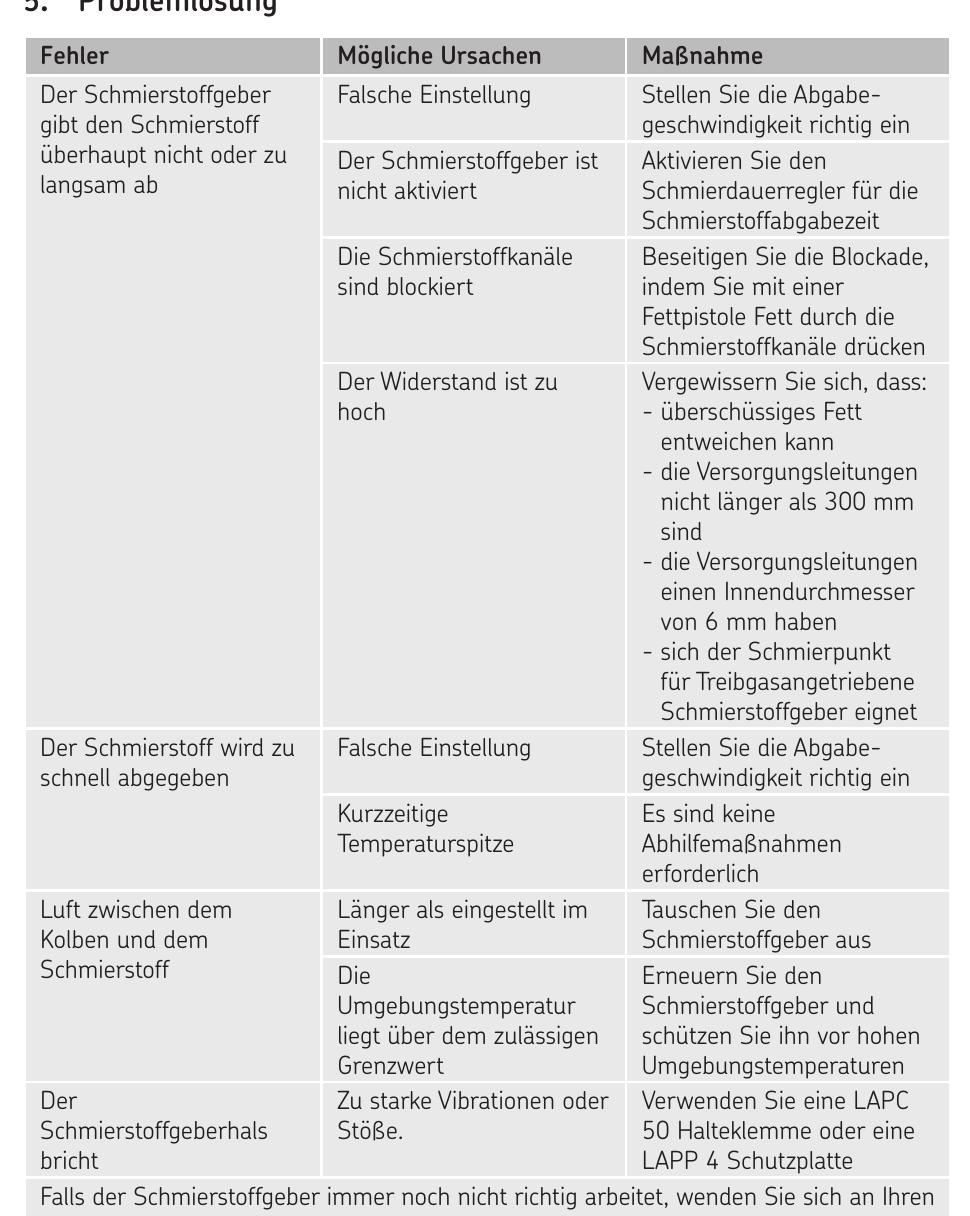 5. Problemlösung
Fehler
Mögliche Ursachen
Maßnahme
Der Schmierstoffgeber
gibt den Schmierstoff
überhaupt nicht oder zu
langsam ab
Falsche Einstellung
Stellen Sie die Abgabe-
geschwindigkeit richtig ein
Der Schmierstoffgeber ist
nicht aktiviert
Aktivieren Sie den
Schmierdauerregler für die
Schmierstoffabgabezeit
Die Schmierstoffkanäle
sind blockiert
Beseitigen Sie die Blockade,
indem Sie mit einer
Fettpistole Fett durch die
Schmierstoffkanäle drücken
Der Widerstand ist zu
hoch
Vergewissern Sie sich, dass:
- überschüssiges Fett
entweichen kann
- die Versorgungsleitungen
nicht länger als 300 mm
sind
- die Versorgungsleitungen
einen Innendurchmesser
von 6 mm haben
- sich der Schmierpunkt
für Treibgasangetriebene
Schmierstoffgeber eignet
Der Schmierstoff wird zu
schnell abgegeben
Falsche Einstellung
Stellen Sie die Abgabe-
geschwindigkeit richtig ein
Kurzzeitige
Temperaturspitze
Es sind keine
Abhilfemaßnahmen
erforderlich
Luft zwischen dem
Kolben und dem
Schmierstoff
Länger als eingestellt im
Einsatz
Tauschen Sie den
Schmierstoffgeber aus
Die
Umgebungstemperatur
liegt über dem zulässigen
Grenzwert
Erneuern Sie den
Schmierstoffgeber und
schützen Sie ihn vor hohen
Umgebungstemperaturen
Der
Schmierstoffgeberhals
bricht
Zu starke Vibrationen oder
Stöße.
Verwenden Sie eine LAPC
50 Halteklemme oder eine
LAPP 4 Schutzplatte
Falls der Schmierstoffgeber immer noch nicht richtig arbeitet, wenden Sie sich an Ihren